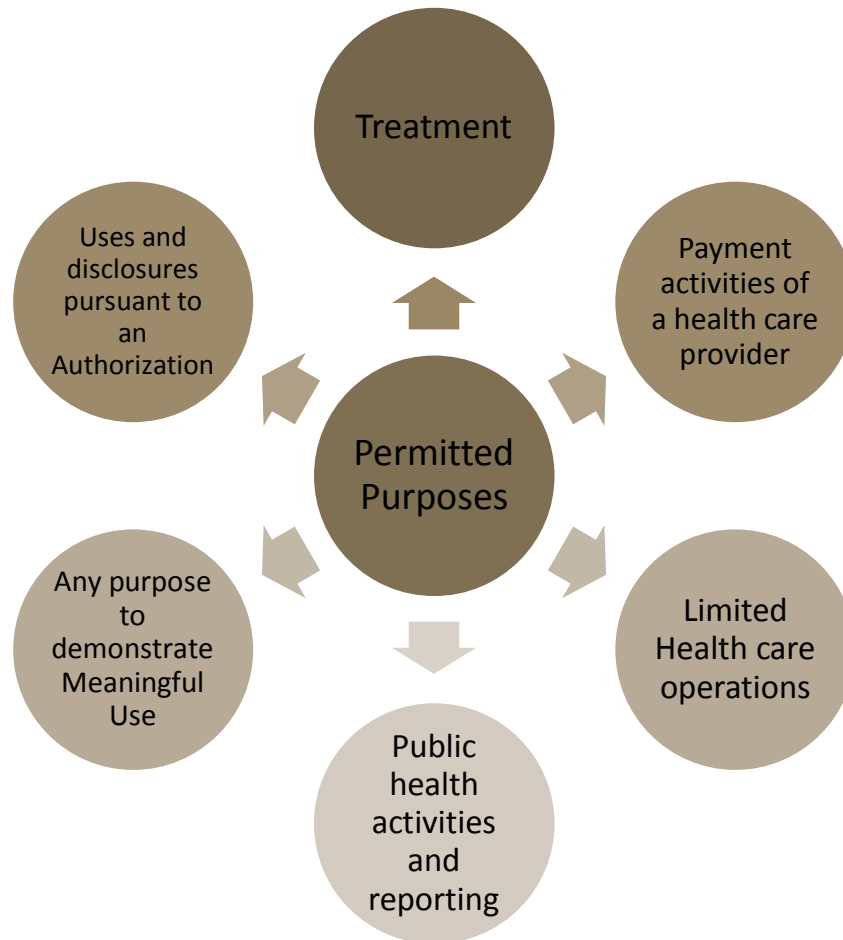 Treatment
Uses and
disclosures
pursuant to
an
Authorization
Payment
activities of
a health care
provider
Permitted
Purposes
Any purpose
to
demonstrate
Meaningful
Use
Limited
Health care
operations
Public
health
activities
and
reporting